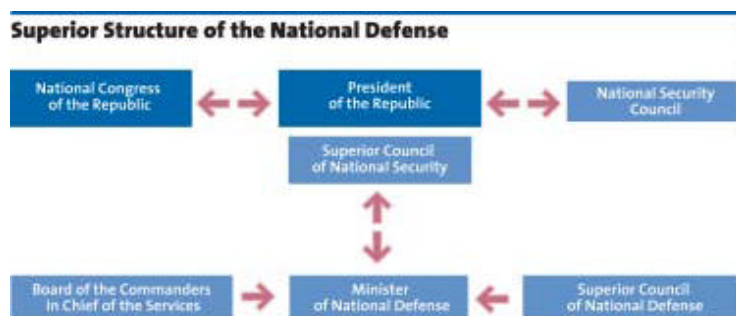 Superior Structure of the National Defense
National Congress
of the Republic
President
of the Republic
National Security
Council
Superior Council
of National Security
Board of the Commanders
in Chief of the Services
Minister
of National Defense
Superior Council
of National Defense